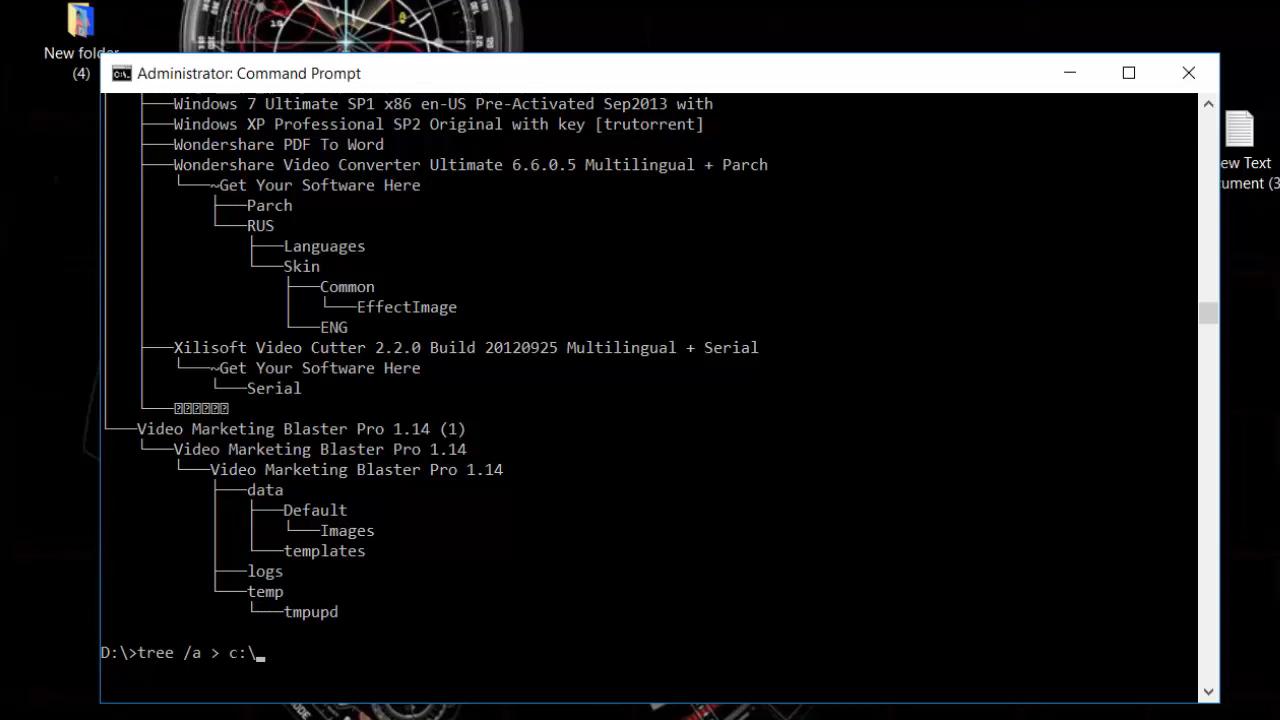 New folder
(4)
Administrator: Command Prompt
├───Windows 7 Ultimate SP1 x86 en-US Pre-Activated Sep2013 with
├───Windows XP Professional SP2 Original with key [trutorrent]
├───Wondershare PDF To Word
├───Wondershare Video Converter Ultimate 6.6.0.5 Multilingual + Parch
└───~Get Your Software Here
├───Parch
└───RUS
├───Languages
└───Skin
├───Common
│ └───EffectImage
└───ENG
├───Xilisoft Video Cutter 2.2.0 Build 20120925 Multilingual + Serial
└───~Get Your Software Here
└───Serial
└───
└───Video Marketing Blaster Pro 1.14 (1)
└───Video Marketing Blaster Pro 1.14
└───Video Marketing Blaster Pro 1.14
├───data
│ ├───Default
│ │ └───Images
│ └───templates
├───logs
└───temp
└───tmpupd
D:\>tree /a > c:\_
ew Text
ument (3